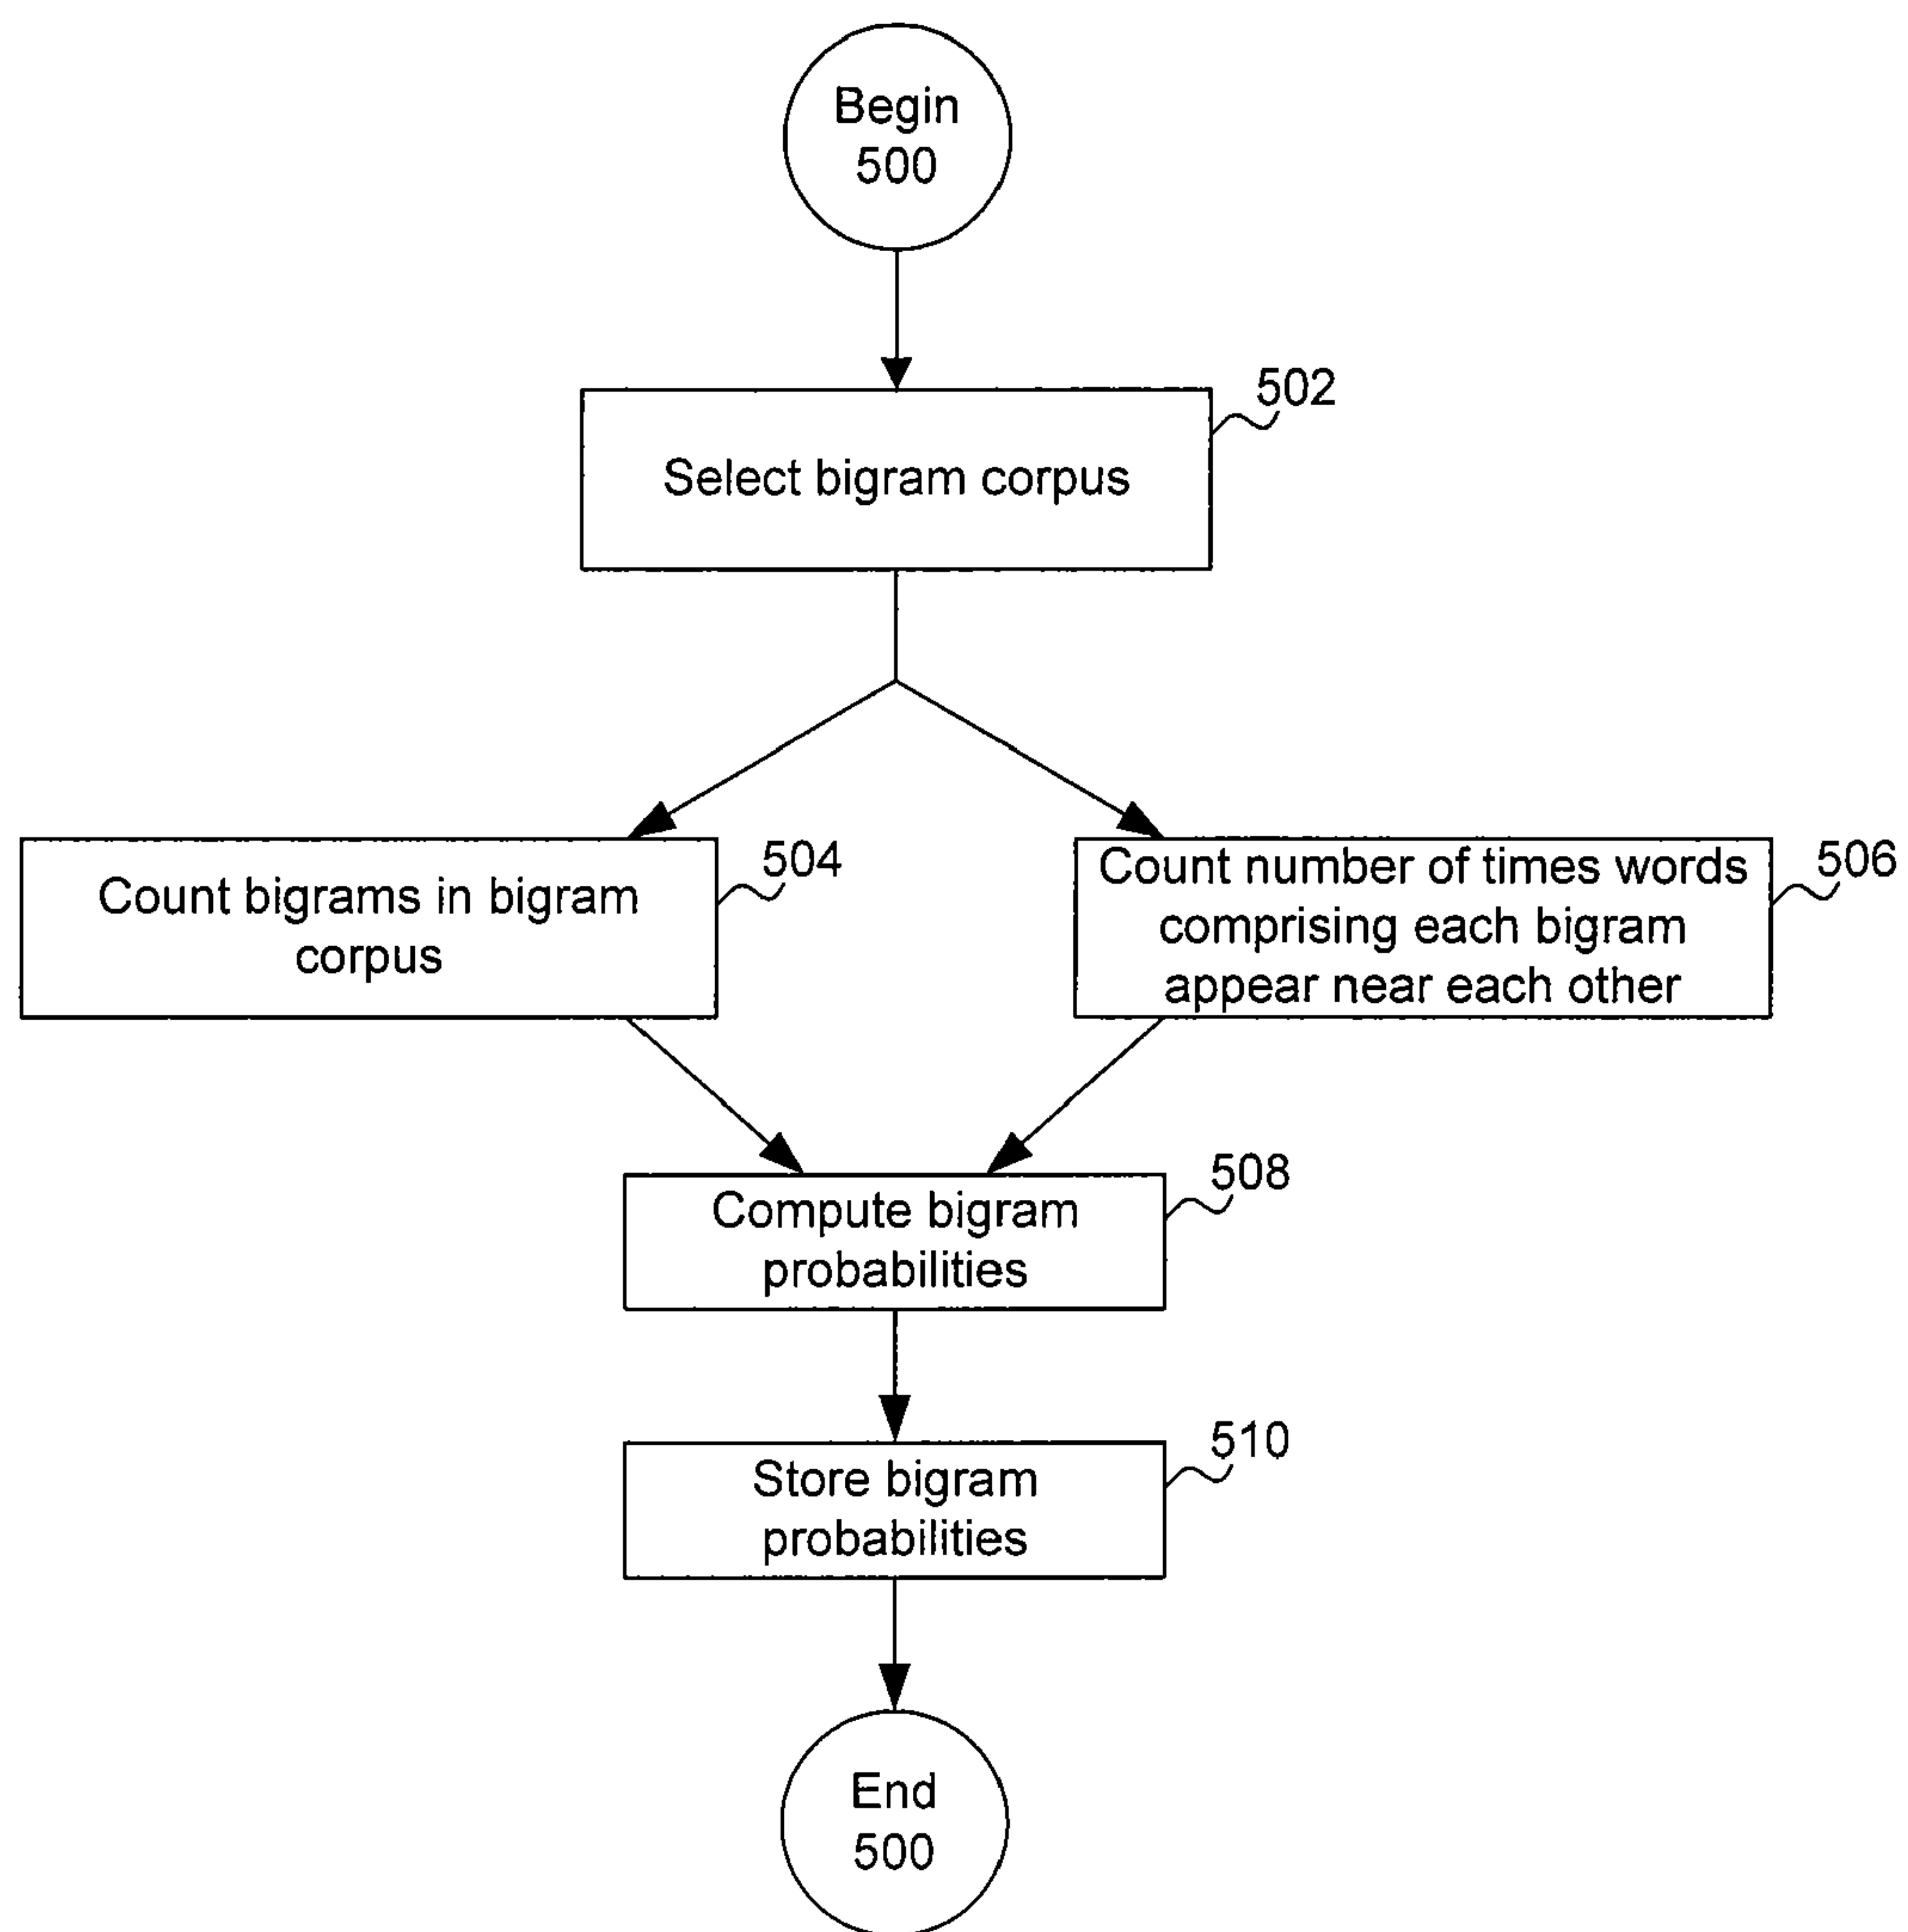 Begin
500
502
Select bigram corpus
504
Count bigrams in bigram
corpus
506
Count number of times words
comprising each bigram
appear near each other
508
Compute bigram
probabilities
510
Store bigram
probabilities
End
500